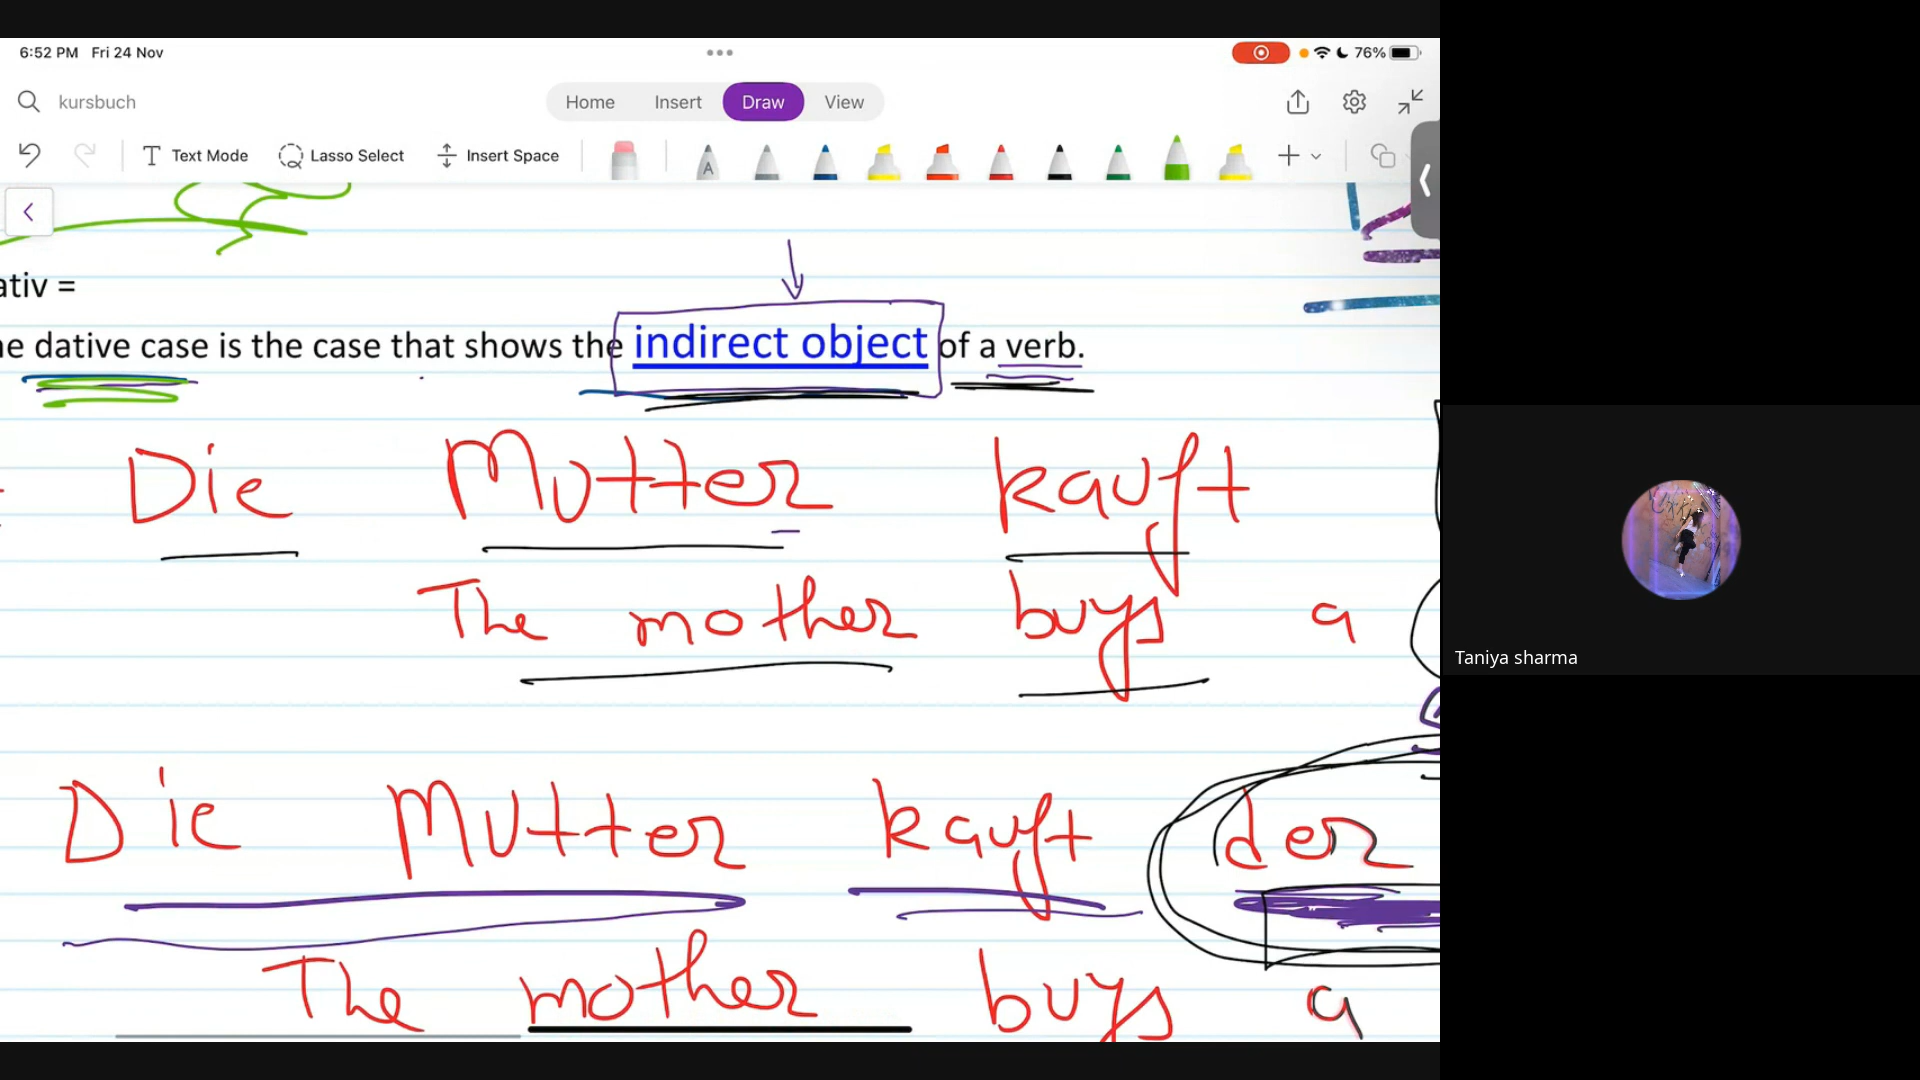 6:52 PM Fri 24 Nov 76%
kursbuch Home Insert Draw View
Text Mode Lasso Select Insert Space A
ativ =
he dative case is the case that shows the indirect object of a verb.
Die Mutter kauft
The mother buys a
Die Mutter kauft der
The mother buys a
Taniya sharma